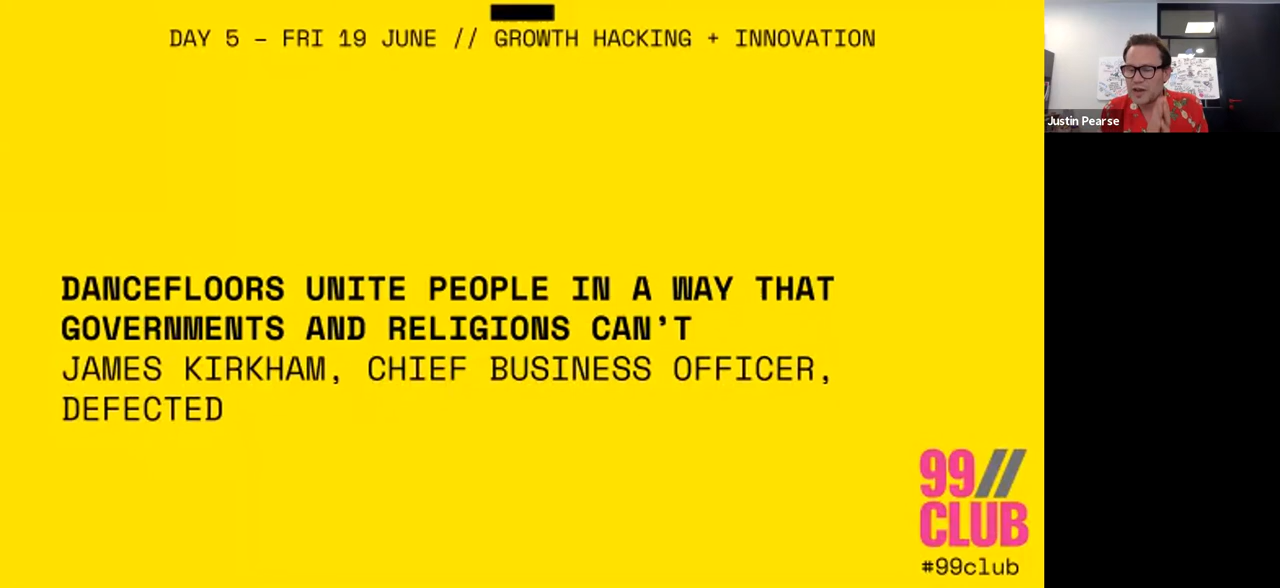 DAY 5 – FRI 19 JUNE // GROWTH HACKING + INNOVATION
Justin Pearse
DANCEFLOORS UNITE PEOPLE IN A WAY THAT
GOVERNMENTS AND RELIGIONS CAN’T
JAMES KIRKHAM, CHIEF BUSINESS OFFICER,
DEFECTED
99//
CLUB
#99club